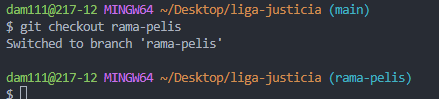 dam111@217-12 MINGW64 ~/Desktop/liga-justicia (main)
$ git checkout rama-pelis
Switched to branch 'rama-pelis'
dam111@217-12 MINGW64 ~/Desktop/liga-justicia (rama-pelis)
$